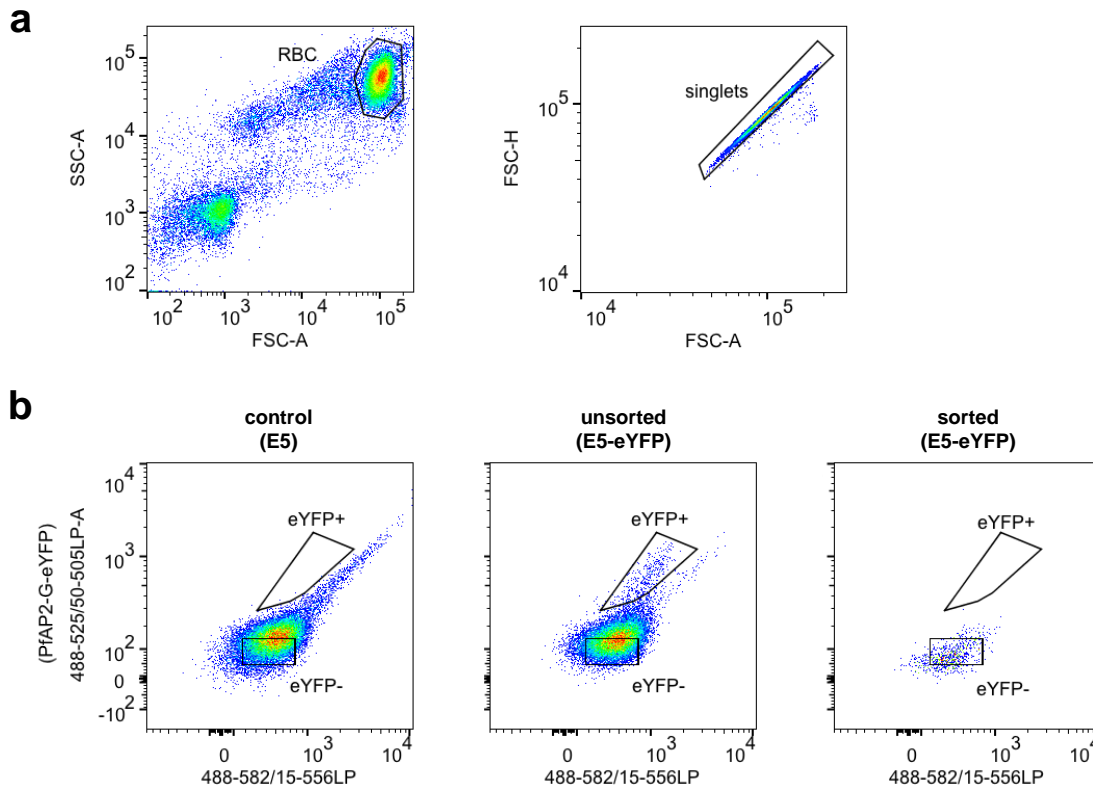 a
RBC
SSC-A
10^5
10^4
10^3
10^2
10^2 10^3 10^4 10^5
FSC-A
singlets
FSC-H
10^5
10^4
10^4 10^5
FSC-A
b
control
(E5)
(PfAP2-G-eYFP)
488-525/50-505LP-A
10^4
10^3
10^2
0
-10^2
eYFP+
eYFP-
0 10^3 10^4
488-582/15-556LP
unsorted
(E5-eYFP)
eYFP+
eYFP-
0 10^3 10^4
488-582/15-556LP
sorted
(E5-eYFP)
eYFP+
eYFP-
0 10^3 10^4
488-582/15-556LP